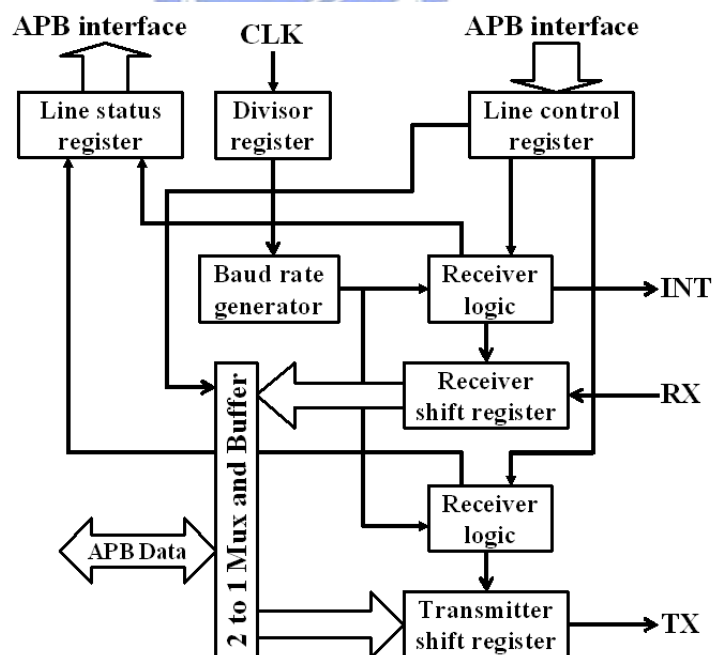 APB interface
CLK
APB interface
Line status
register
Divisor
register
Line control
register
Baud rate
generator
Receiver
logic
INT
Receiver
shift register
RX
2 to 1 Mux and Buffer
Receiver
logic
APB Data
Transmitter
shift register
TX